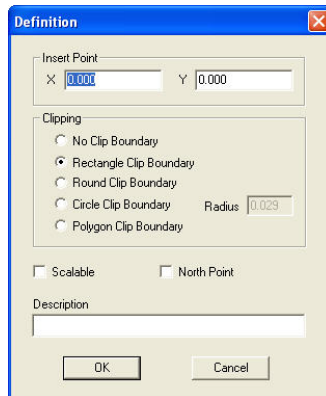 Definition
Insert Point
X 0.000 Y 0.000
Clipping
No Clip Boundary
Rectangle Clip Boundary
Round Clip Boundary
Circle Clip Boundary Radius 0.029
Polygon Clip Boundary
Scalable North Point
Description
OK Cancel